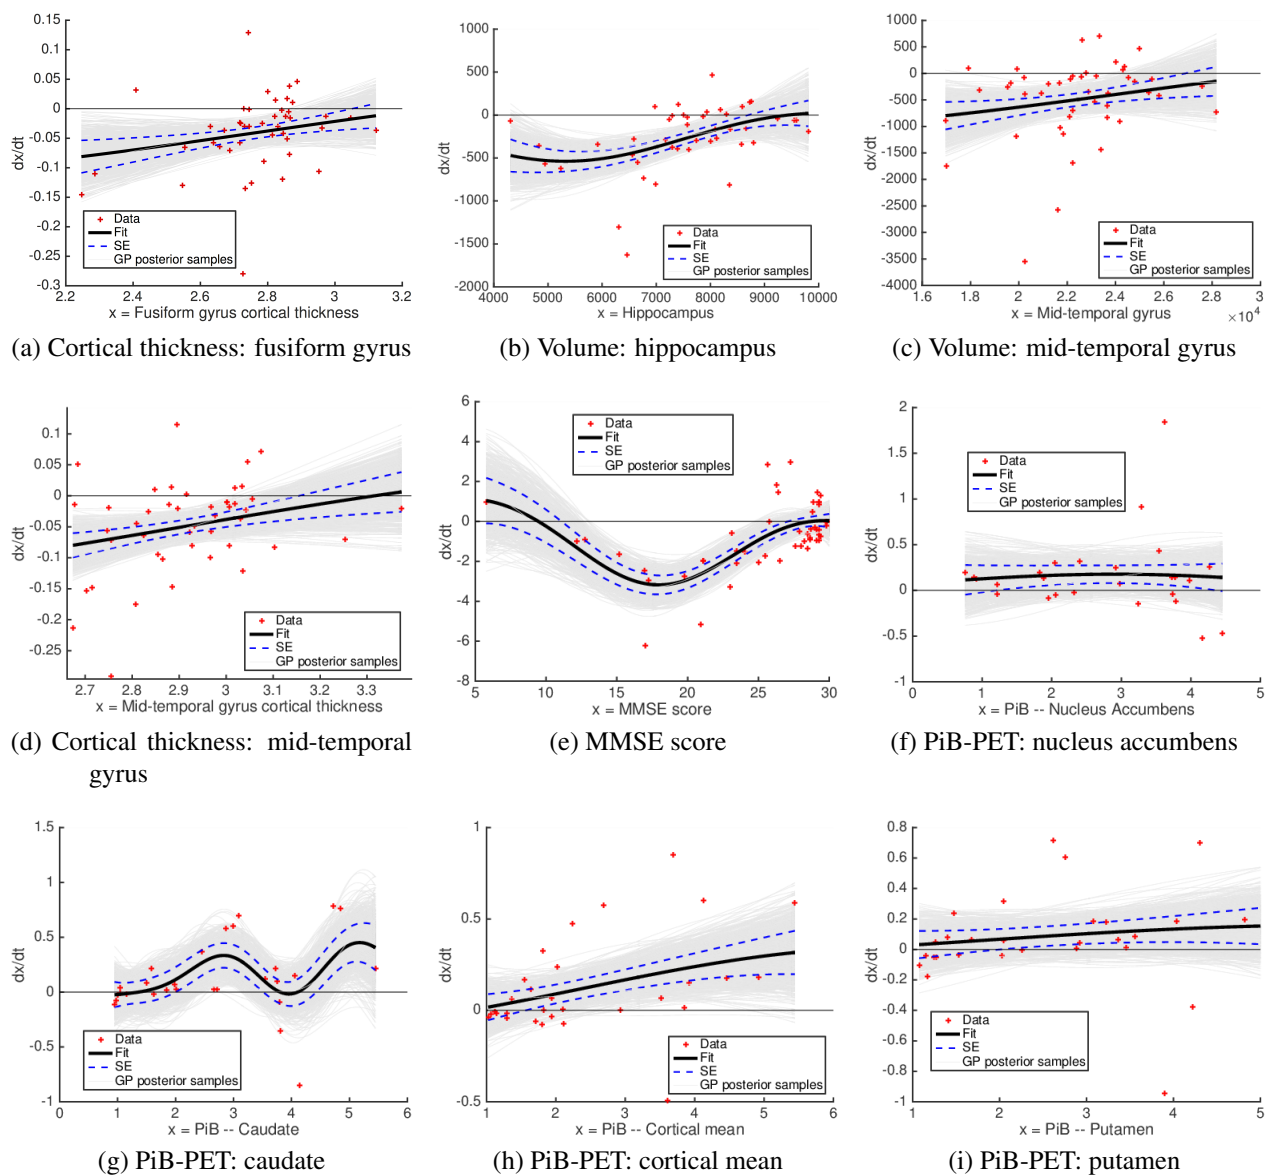 0.15
0.1
0.05
0
-0.05
-0.1
0.15
-0.2
-0.25
-0.3
dx/dt
Data
Fit
SE
GP posterior samples
2.2 2.4 2.6 2.8 3 3.2
x = Fusiform gyrus cortical thickness
(a) Cortical thickness: fusiform gyrus
1000
500
0
-500
-1000
-1500
-2000
dx/dt
Data
Fit
SE
GP posterior samples
4000 5000 6000 7000 8000 9000 10000
x = Hippocampus
(b) Volume: hippocampus
1000
500
0
-500
-1000
-1500
-2000
-2500
-3000
-3500
-4000
dx/dt
Data
Fit
SE
GP posterior samples
1.6 1.8 2 2.2 2.4 2.6 2.8 3
x = Mid-temporal gyrus ×10⁴
(c) Volume: mid-temporal gyrus
0.1
0.05
0
-0.05
-0.1
-0.15
-0.2
-0.25
dx/dt
Data
Fit
SE
GP posterior samples
2.7 2.8 2.9 3 3.1 3.2 3.3
x = Mid-temporal gyrus cortical thickness
(d) Cortical thickness: mid-temporal
gyrus
6
4
2
0
-2
-4
-6
-8
dx/dt
Data
Fit
SE
GP posterior samples
5 10 15 20 25 30
x = MMSE score
(e) MMSE score
2
1.5
1
0.5
0
-0.5
-1
dx/dt
Data
Fit
SE
GP posterior samples
0 1 2 3 4 5
x = PiB -- Nucleus Accumbens
(f) PiB-PET: nucleus accumbens
1.5
1
0.5
0
-0.5
-1
dx/dt
Data
Fit
SE
GP posterior samples
0 1 2 3 4 5 6
x = PiB -- Caudate
(g) PiB-PET: caudate
1
0.5
0
-0.5
dx/dt
Data
Fit
SE
GP posterior samples
1 2 3 4 5 6
x = PiB -- Cortical mean
(h) PiB-PET: cortical mean
0.8
0.6
0.4
0.2
0
-0.2
-0.4
-0.6
-0.8
-1
dx/dt
Data
Fit
SE
GP posterior samples
1 2 3 4 5
x = PiB -- Putamen
(i) PiB-PET: putamen